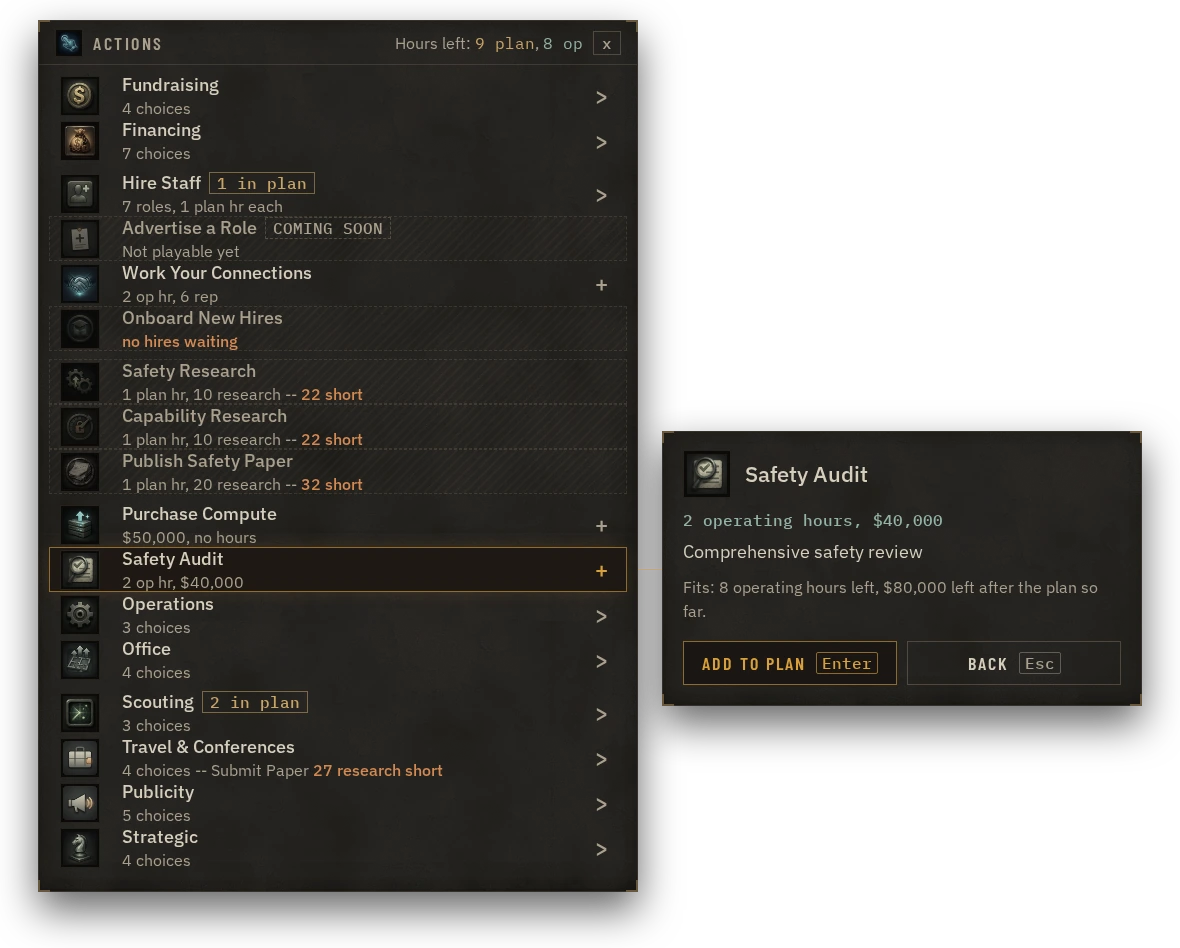 ACTIONS
Hours left: 9 plan, 8 op x
Fundraising
4 choices
>
Financing
7 choices
>
Hire Staff 1 in plan
7 roles, 1 plan hr each
>
Advertise a Role COMING SOON
Not playable yet
Work Your Connections
2 op hr, 6 rep
+
Onboard New Hires
no hires waiting
Safety Research
1 plan hr, 10 research -- 22 short
Capability Research
1 plan hr, 10 research -- 22 short
Publish Safety Paper
1 plan hr, 20 research -- 32 short
Purchase Compute
$50,000, no hours
+
Safety Audit
2 op hr, $40,000
+
Operations
3 choices
>
Office
4 choices
>
Scouting 2 in plan
3 choices
>
Travel & Conferences
4 choices -- Submit Paper 27 research short
>
Publicity
5 choices
>
Strategic
4 choices
>
Safety Audit
2 operating hours, $40,000
Comprehensive safety review
Fits: 8 operating hours left, $80,000 left after the plan so
far.
ADD TO PLAN Enter
BACK Esc